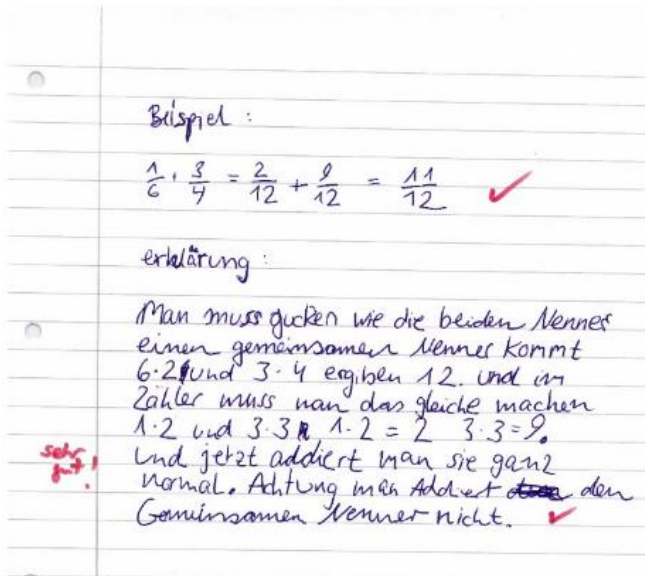 Beispiel :
1/6 + 3/4 = 2/12 + 9/12 = 11/12
erklärung :
Man muss gucken wie die beiden Nenner
einen gemeinsamen Nenner kommt
6·2 und 3·4 ergiben 12. und im
Zähler muss man das gleiche machen
1·2 und 3·3 1·2 = 2 3·3 = 9.
sehr gut! Und jetzt addiert man sie ganz
normal. Achtung man Addiert den
Gemeinsamen Nenner nicht.